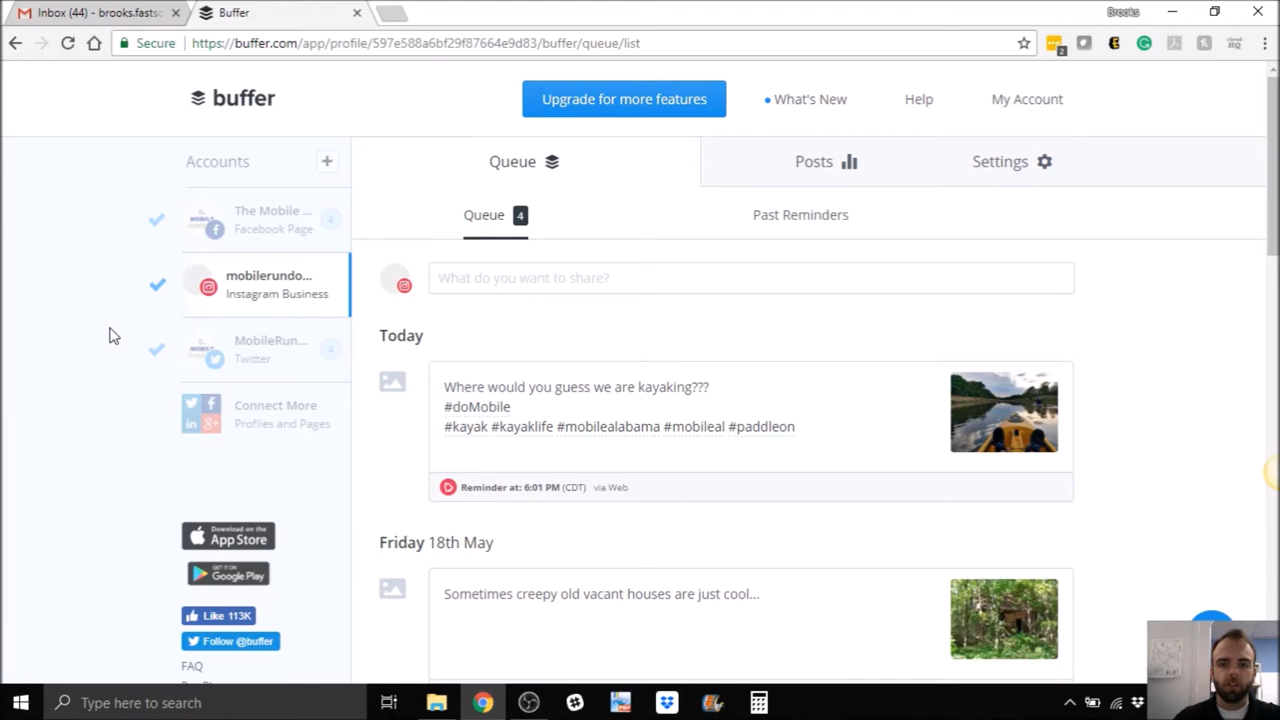 Inbox (44) - brooks.fastsc
Buffer
Brooks
Secure
https://buffer.com/app/profile/597e588a6bf29f87664e9d83/buffer/queue/list
2
buffer
Upgrade for more features
What's New
Help
My Account
Accounts
+
Queue
Posts
Settings
The Mobile ...
Facebook Page
4
Queue 4
Past Reminders
mobilerundo...
Instagram Business
What do you want to share?
MobileRun...
Twitter
4
Connect More
Profiles and Pages
Today
Where would you guess we are kayaking???
#doMobile
#kayak #kayaklife #mobilealabama #mobileal #paddleon
Reminder at: 6:01 PM (CDT) via Web
Friday 18th May
Sometimes creepy old vacant houses are just cool...
Download on the
App Store
GET IT ON
Google Play
Like 113K
Follow @buffer
FAQ
Type here to search